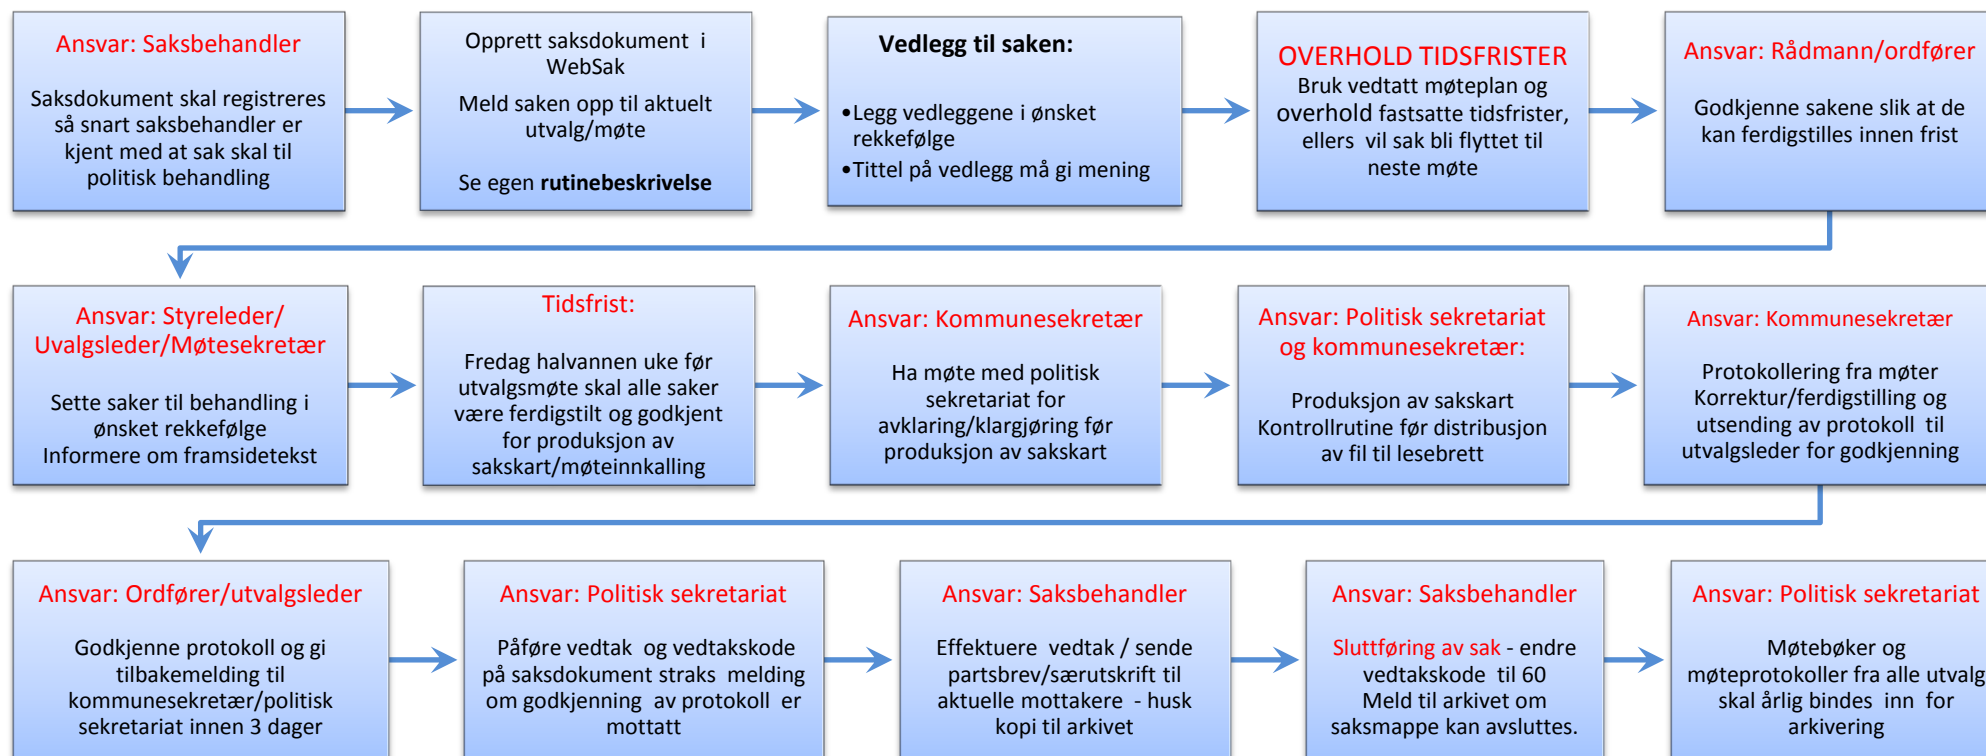 Ansvar: Saksbehandler
Saksdokument skal registreres
så snart saksbehandler er
kjent med at sak skal til
politisk behandling
Opprett saksdokument i
WebSak
Meld saken opp til aktuelt
utvalg/møte
Se egen rutinebeskrivelse
Vedlegg til saken:
•Legg vedleggene i ønsket
rekkefølge
•Tittel på vedlegg må gi mening
OVERHOLD TIDSFRISTER
Bruk vedtatt møteplan og
overhold fastsatte tidsfrister,
ellers vil sak bli flyttet til
neste møte
Ansvar: Rådmann/ordfører
Godkjenne sakene slik at de
kan ferdigstilles innen frist
Ansvar: Styreleder/
Uvalgsleder/Møtesekretær
Sette saker til behandling i
ønsket rekkefølge
Informere om framsidetekst
Tidsfrist:
Fredag halvannen uke før
utvalgsmøte skal alle saker
være ferdigstilt og godkjent
for produksjon av
sakskart/møteinnkalling
Ansvar: Kommunesekretær
Ha møte med politisk
sekretariat for
avklaring/klargjøring før
produksjon av sakskart
Ansvar: Politisk sekretariat
og kommunesekretær:
Produksjon av sakskart
Kontrollrutine før distribusjon
av fil til lesebrett
Ansvar: Kommunesekretær
Protokollering fra møter
Korrektur/ferdigstilling og
utsending av protokoll til
utvalgsleder for godkjenning
Ansvar: Ordfører/utvalgsleder
Godkjenne protokoll og gi
tilbakemelding til
kommunesekretær/politisk
sekretariat innen 3 dager
Ansvar: Politisk sekretariat
Påføre vedtak og vedtakskode
på saksdokument straks melding
om godkjenning av protokoll er
mottatt
Ansvar: Saksbehandler
Effektuere vedtak / sende
partsbrev/særutskrift til
aktuelle mottakere - husk
kopi til arkivet
Ansvar: Saksbehandler
Sluttføring av sak - endre
vedtakskode til 60
Meld til arkivet om
saksmappe kan avsluttes.
Ansvar: Politisk sekretariat
Møtebøker og
møteprotokoller fra alle utvalg
skal årlig bindes inn for
arkivering